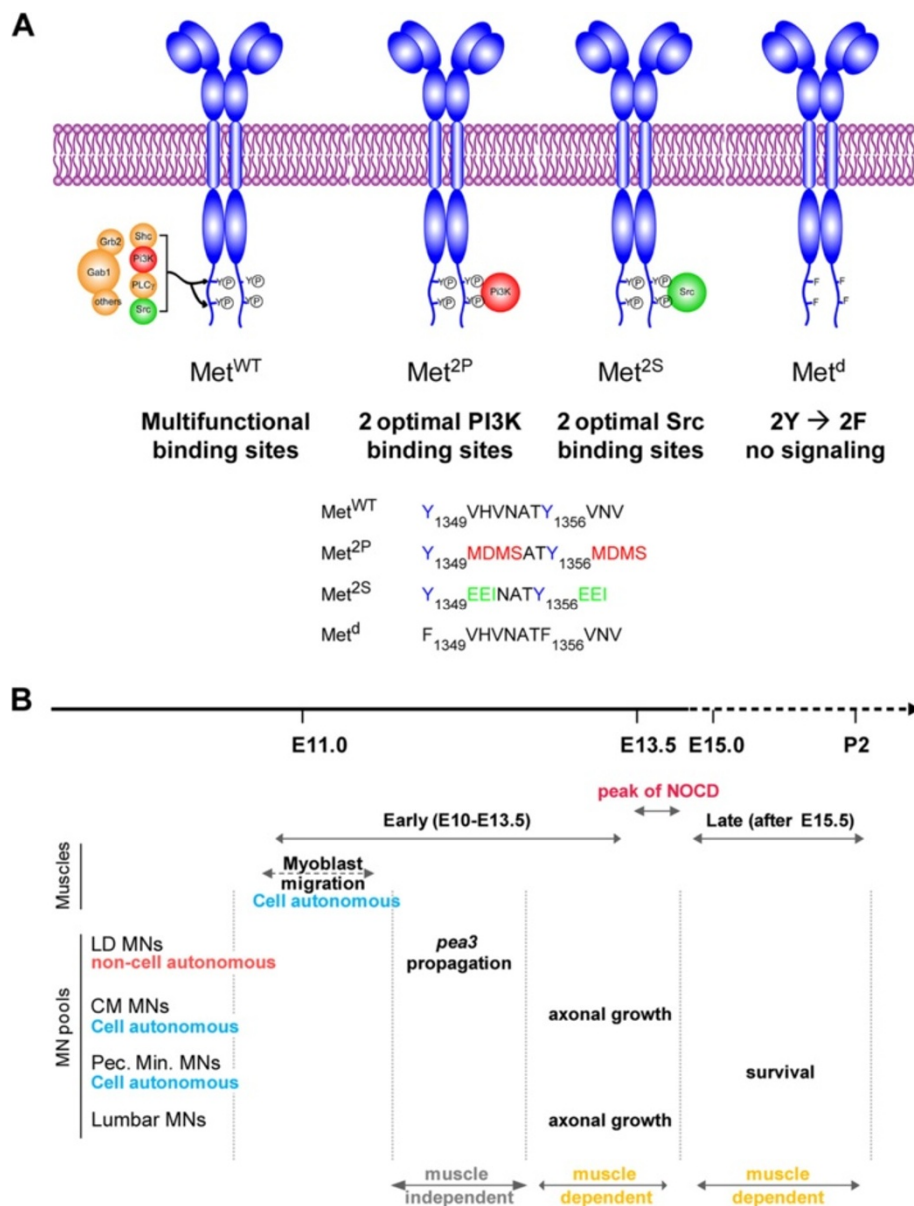 A
Grb2
Shc
Pi3K
Gab1
PLCγ
others
Src
Y P Y P
Y P Y P
Y P Y P
Y P Y P
Pi3K
Y P Y P
Y P Y P
Src
F F
F F
Met^WT Met^2P Met^2S Met^d
Multifunctional
binding sites
2 optimal PI3K
binding sites
2 optimal Src
binding sites
2Y → 2F
no signaling
Met^WT Y_1349VHVNATY_1356VNV
Met^2P Y_1349MDMSATY_1356MDMS
Met^2S Y_1349EEINATY_1356EEI
Met^d F_1349VHVNATF_1356VNV
B
E11.0 E13.5 E15.0 P2
peak of NOCD
Early (E10-E13.5) Late (after E15.5)
Muscles
Myoblast
migration
Cell autonomous
MN pools
LD MNs
non-cell autonomous
pea3
propagation
CM MNs
Cell autonomous
axonal growth
Pec. Min. MNs
Cell autonomous
survival
Lumbar MNs
axonal growth
muscle
independent
muscle
dependent
muscle
dependent